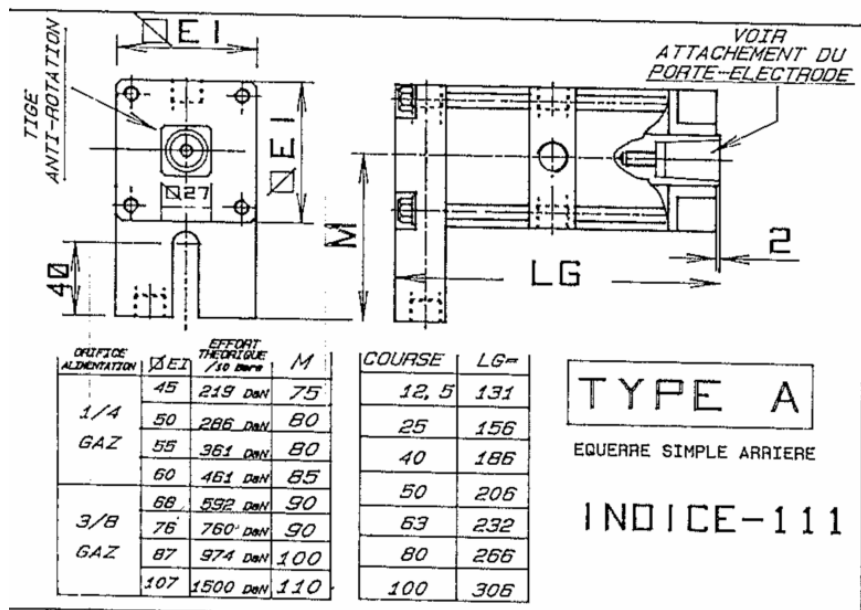 □EI
VOIR
ATTACHEMENT DU
PORTE-ELECTRODE
TIGE
ANTI-ROTATION
□EI
□27
M
40
LG
2
ORIFICE ALIMENTATION □EI EFFORT THEORIQUE /10 Bars M
1/4 GAZ
45 219 DaN 75
50 286 DaN 80
55 361 DaN 80
60 461 DaN 85
3/8 GAZ
68 592 DaN 90
76 760 DaN 90
87 974 DaN 100
107 1500 DaN 110
COURSE LG=
12,5 131
25 156
40 186
50 206
63 232
80 266
100 306
TYPE A
EQUERRE SIMPLE ARRIERE
INDICE-111